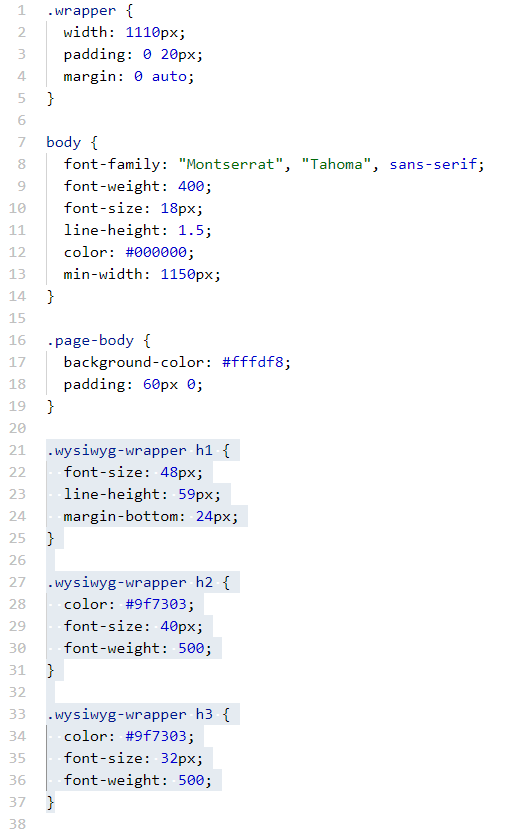 1 .wrapper {
2   width: 1110px;
3   padding: 0 20px;
4   margin: 0 auto;
5 }
6
7 body {
8   font-family: "Montserrat", "Tahoma", sans-serif;
9   font-weight: 400;
10   font-size: 18px;
11   line-height: 1.5;
12   color: #000000;
13   min-width: 1150px;
14 }
15
16 .page-body {
17   background-color: #fffdf8;
18   padding: 60px 0;
19 }
20
21 .wysiwyg-wrapper h1 {
22   font-size: 48px;
23   line-height: 59px;
24   margin-bottom: 24px;
25 }
26
27 .wysiwyg-wrapper h2 {
28   color: #9f7303;
29   font-size: 40px;
30   font-weight: 500;
31 }
32
33 .wysiwyg-wrapper h3 {
34   color: #9f7303;
35   font-size: 32px;
36   font-weight: 500;
37 }
38